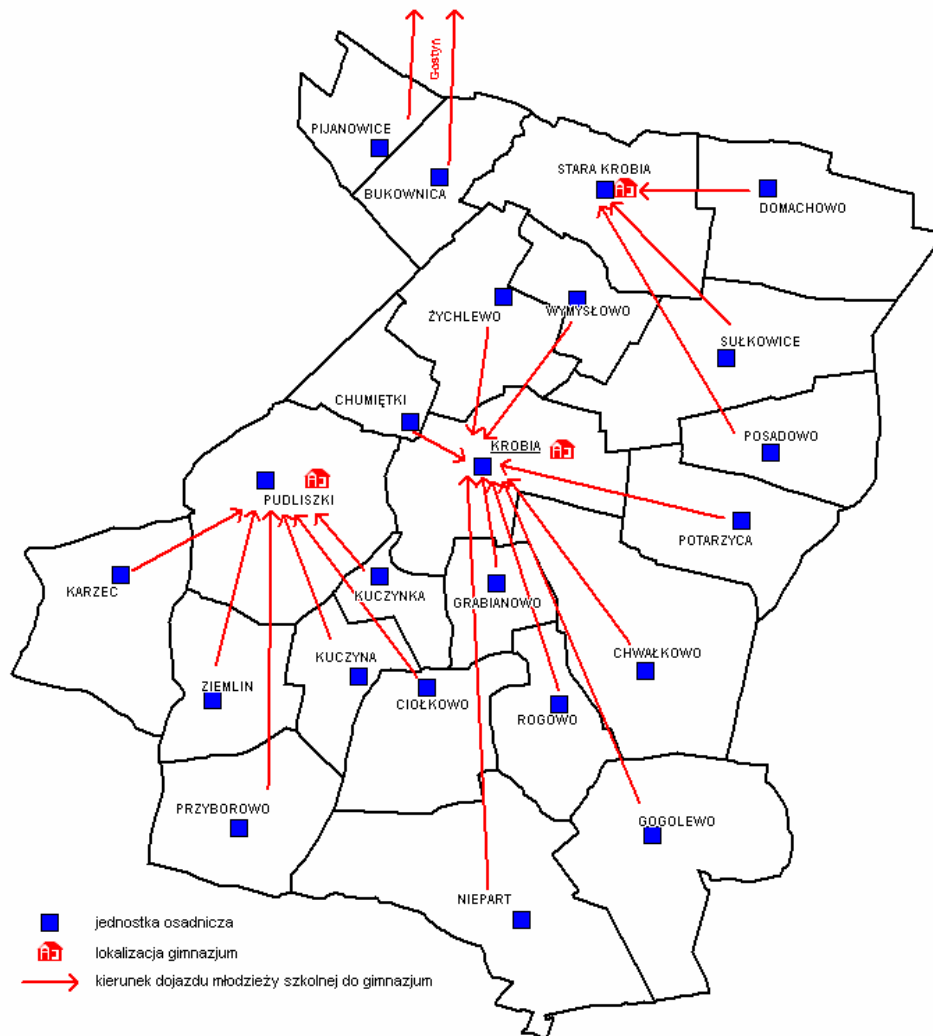 Gostyń
PIJANOWICE
BUKOWNICA
STARA KROBIA
DOMACHOWO
ŻYCHLEWO
WYMYSŁOWO
SUŁKOWICE
CHUMIĘTKI
KROBIA
POSADOWO
PUDLISZKI
POTARZYCA
KARZEC
KUCZYNKA
GRABIANOWO
KUCZYNA
CHWAŁKOWO
ZIEMLIN
CIOŁKOWO
ROGOWO
PRZYBOROWO
GOGOLEWO
NIEPART
jednostka osadnicza
lokalizacja gimnazjum
kierunek dojazdu młodzieży szkolnej do gimnazjum